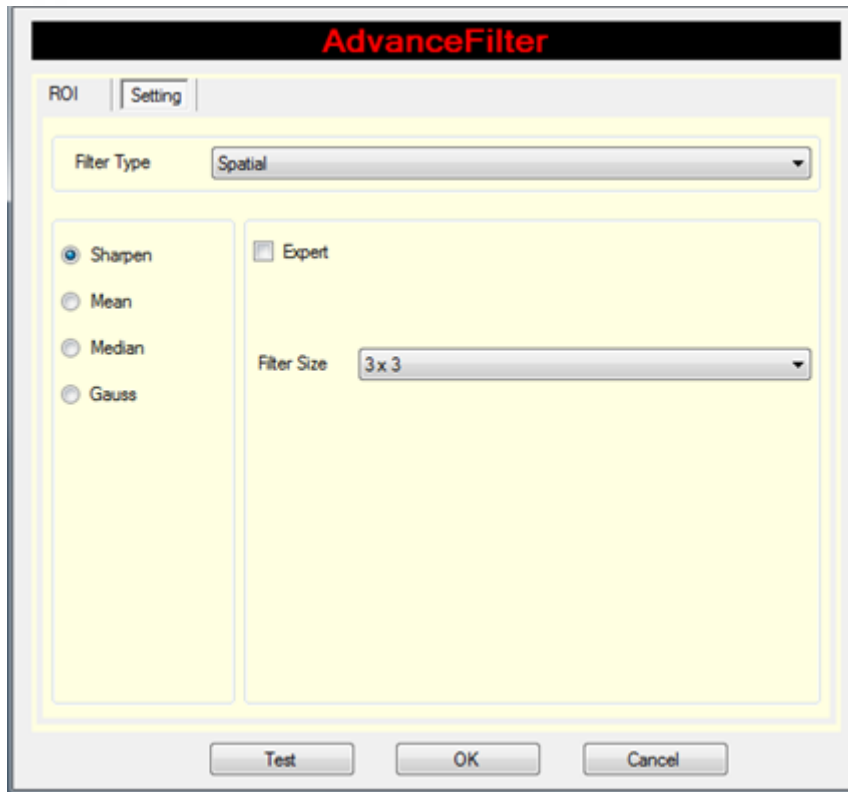 AdvanceFilter
ROI Setting
Filter Type Spatial
Sharpen
Expert
Mean
Median
Filter Size 3 x 3
Gauss
Test OK Cancel